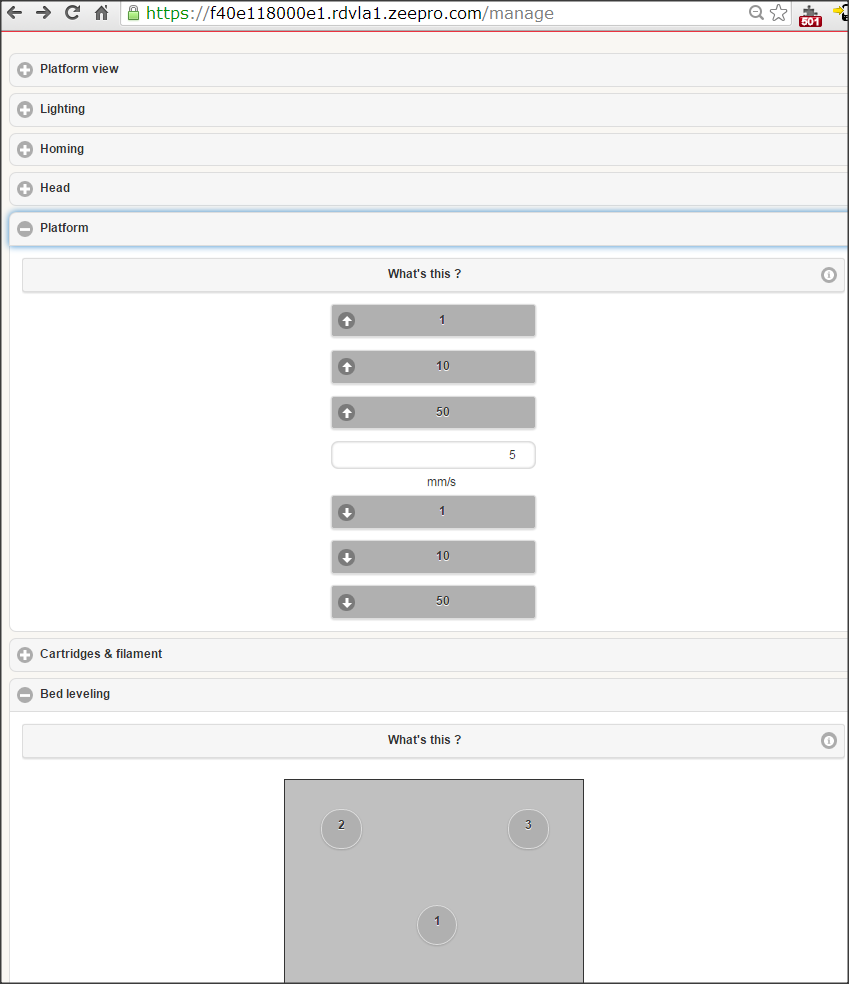 https://f40e118000e1.rdvla1.zeepro.com/manage
501
Platform view
Lighting
Homing
Head
Platform
What's this ?
1
10
50
5
mm/s
1
10
50
Cartridges & filament
Bed leveling
What's this ?
2
3
1